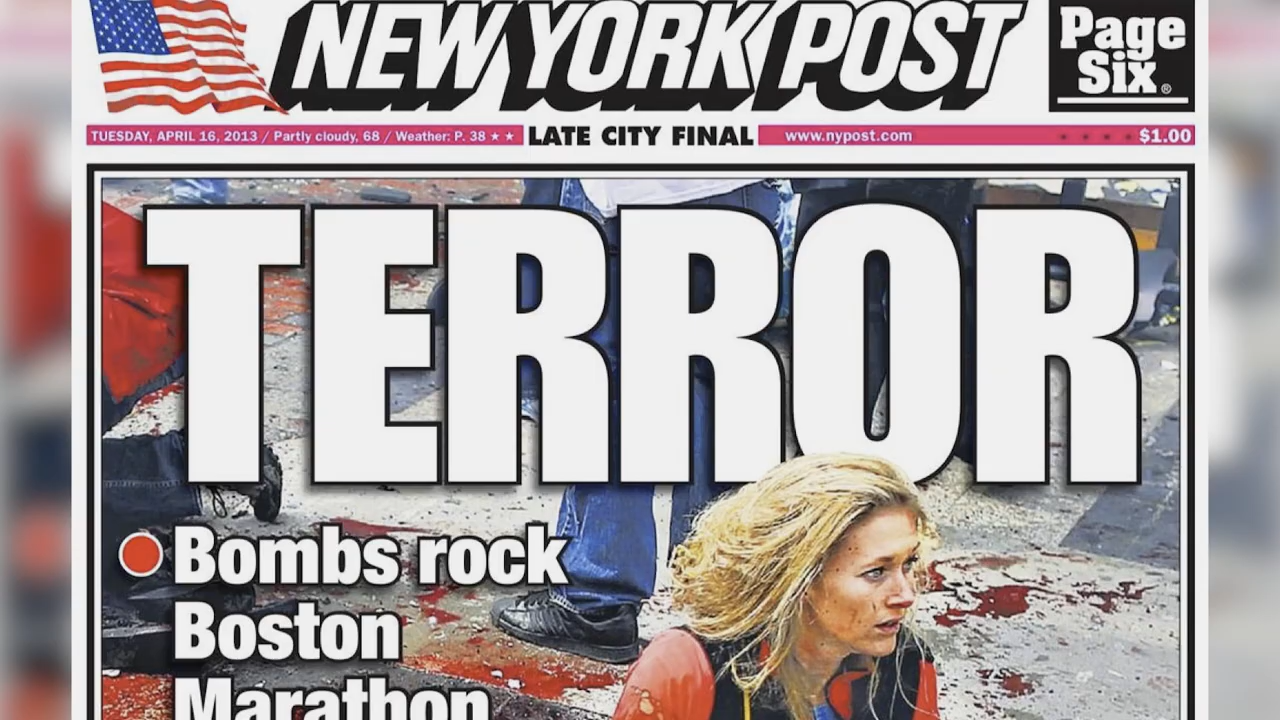 NEW YORK POST
Page
Six®
TUESDAY, APRIL 16, 2013 / Partly cloudy, 68 / Weather: P. 38 ★ ★ LATE CITY FINAL www.nypost.com $1.00
TERROR
Bombs rock
Boston
Marathon